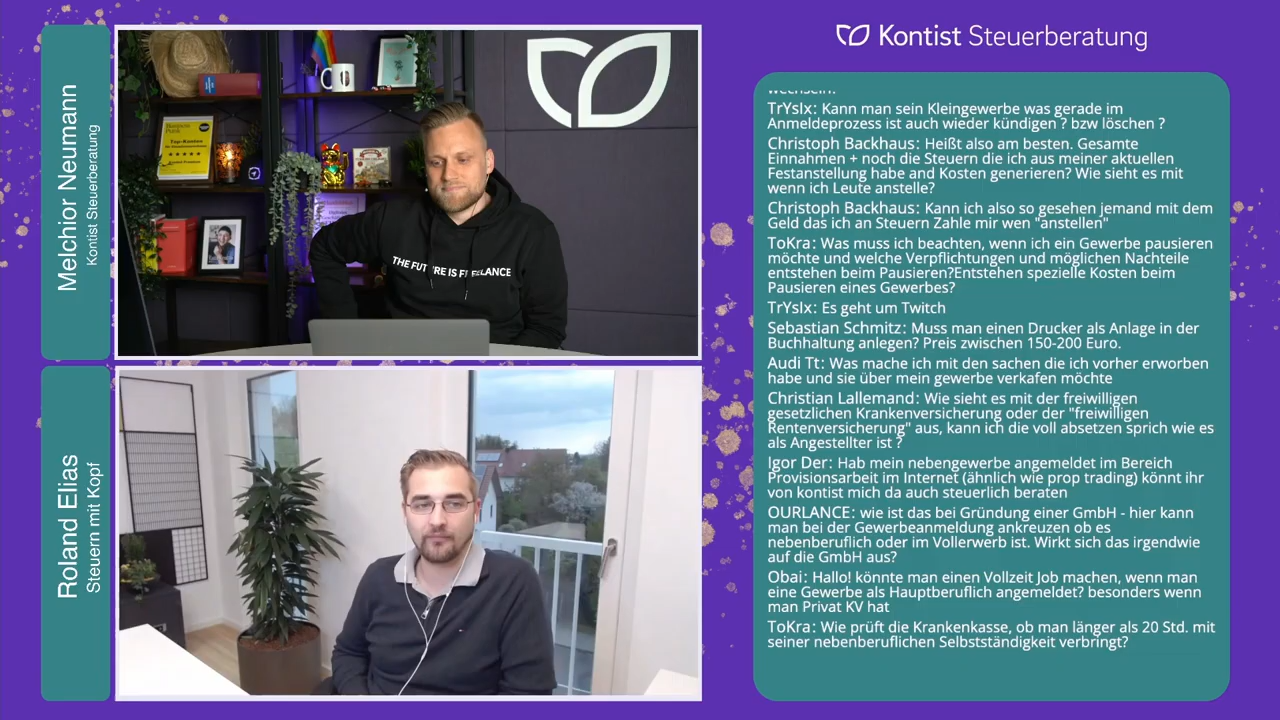 Melchior Neumann
Kontist Steuerberatung
THE FUTURE IS FREELANCE
Top-Konten
Roland Elias
Steuern mit Kopf
Kontist Steuerberatung
wechseln.
TrYsIx: Kann man sein Kleingewerbe was gerade im
Anmeldeprozess ist auch wieder kündigen ? bzw löschen ?
Christoph Backhaus: Heißt also am besten. Gesamte
Einnahmen + noch die Steuern die ich aus meiner aktuellen
Festanstellung habe and Kosten generieren? Wie sieht es mit
wenn ich Leute anstelle?
Christoph Backhaus: Kann ich also so gesehen jemand mit dem
Geld das ich an Steuern Zahle mir wen "anstellen"
ToKra: Was muss ich beachten, wenn ich ein Gewerbe pausieren
möchte und welche Verpflichtungen und möglichen Nachteile
entstehen beim Pausieren?Entstehen spezielle Kosten beim
Pausieren eines Gewerbes?
TrYsIx: Es geht um Twitch
Sebastian Schmitz: Muss man einen Drucker als Anlage in der
Buchhaltung anlegen? Preis zwischen 150-200 Euro.
Audi Tt: Was mache ich mit den sachen die ich vorher erworben
habe und sie über mein gewerbe verkafen möchte
Christian Lallemand: Wie sieht es mit der freiwilligen
gesetzlichen Krankenversicherung oder der "freiwilligen
Rentenversicherung" aus, kann ich die voll absetzen sprich wie es
als Angestellter ist ?
Igor Der: Hab mein nebengewerbe angemeldet im Bereich
Provisionsarbeit im Internet (ähnlich wie prop trading) könnt ihr
von kontist mich da auch steuerlich beraten
OURLANCE: wie ist das bei Gründung einer GmbH - hier kann
man bei der Gewerbeanmeldung ankreuzen ob es
nebenberuflich oder im Vollerwerb ist. Wirkt sich das irgendwie
auf die GmbH aus?
Obai: Hallo! könnte man einen Vollzeit Job machen, wenn man
eine Gewerbe als Hauptberuflich angemeldet? besonders wenn
man Privat KV hat
ToKra: Wie prüft die Krankenkasse, ob man länger als 20 Std. mit
seiner nebenberuflichen Selbstständigkeit verbringt?